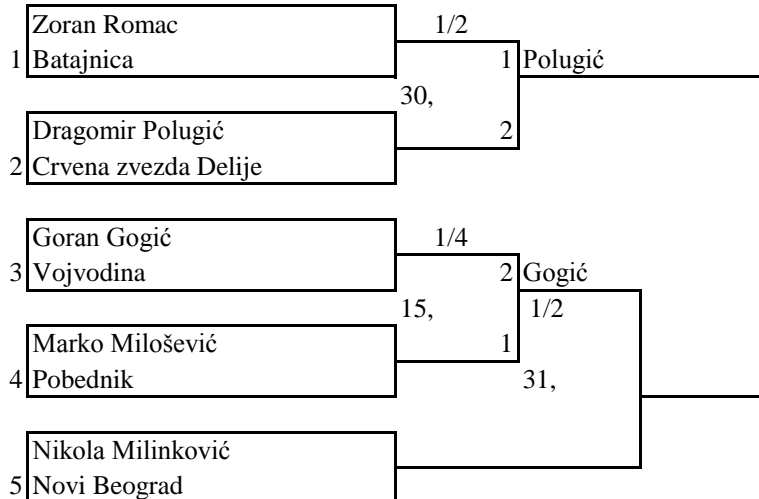 Zoran Romac 1/2
1 Batajnica 1 Polugić
30,
Dragomir Polugić 2
2 Crvena zvezda Delije
Goran Gogić 1/4
3 Vojvodina 2 Gogić
15, 1/2
Marko Milošević 1
4 Pobednik 31,
Nikola Milinković
5 Novi Beograd